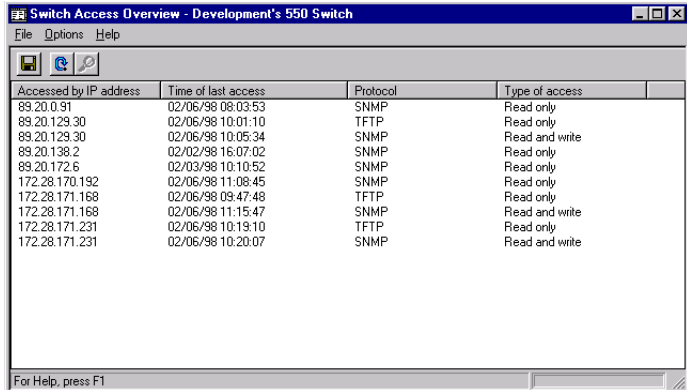 Switch Access Overview - Development's 550 Switch
File Options Help
Accessed by IP address Time of last access Protocol Type of access
89.20.0.91 02/06/98 08:03:53 SNMP Read only
89.20.129.30 02/06/98 10:01:10 TFTP Read only
89.20.129.30 02/06/98 10:05:34 SNMP Read and write
89.20.138.2 02/02/98 16:07:02 SNMP Read only
89.20.172.6 02/03/98 10:10:52 SNMP Read only
172.28.170.192 02/06/98 11:08:45 SNMP Read only
172.28.171.168 02/06/98 09:47:48 TFTP Read only
172.28.171.168 02/06/98 11:15:47 SNMP Read and write
172.28.171.231 02/06/98 10:19:10 TFTP Read only
172.28.171.231 02/06/98 10:20:07 SNMP Read and write
For Help, press F1